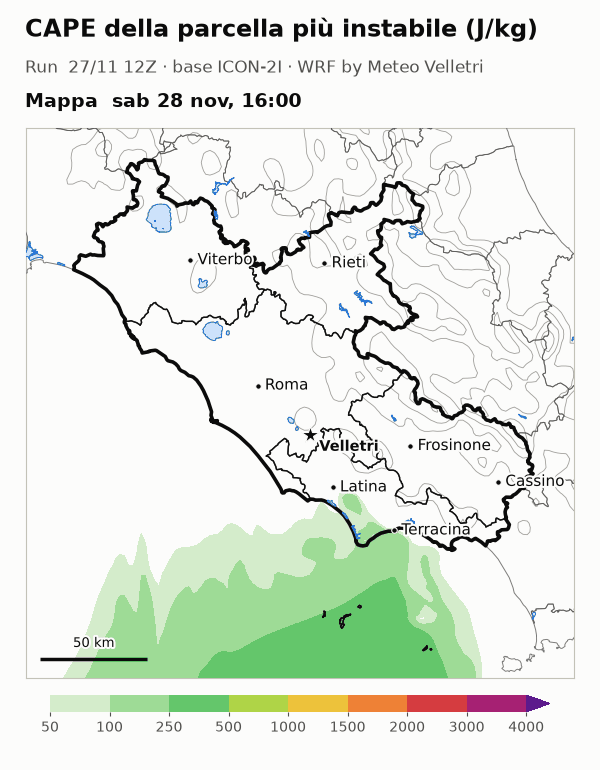 CAPE della parcella più instabile (J/kg)
Run  27/11 12Z · base ICON-2I · WRF by Meteo Velletri
Mappa  sab 28 nov, 16:00
Viterbo
Rieti
Roma
Velletri
Frosinone
Latina
Cassino
Terracina
50 km
50 100 250 500 1000 1500 2000 3000 4000